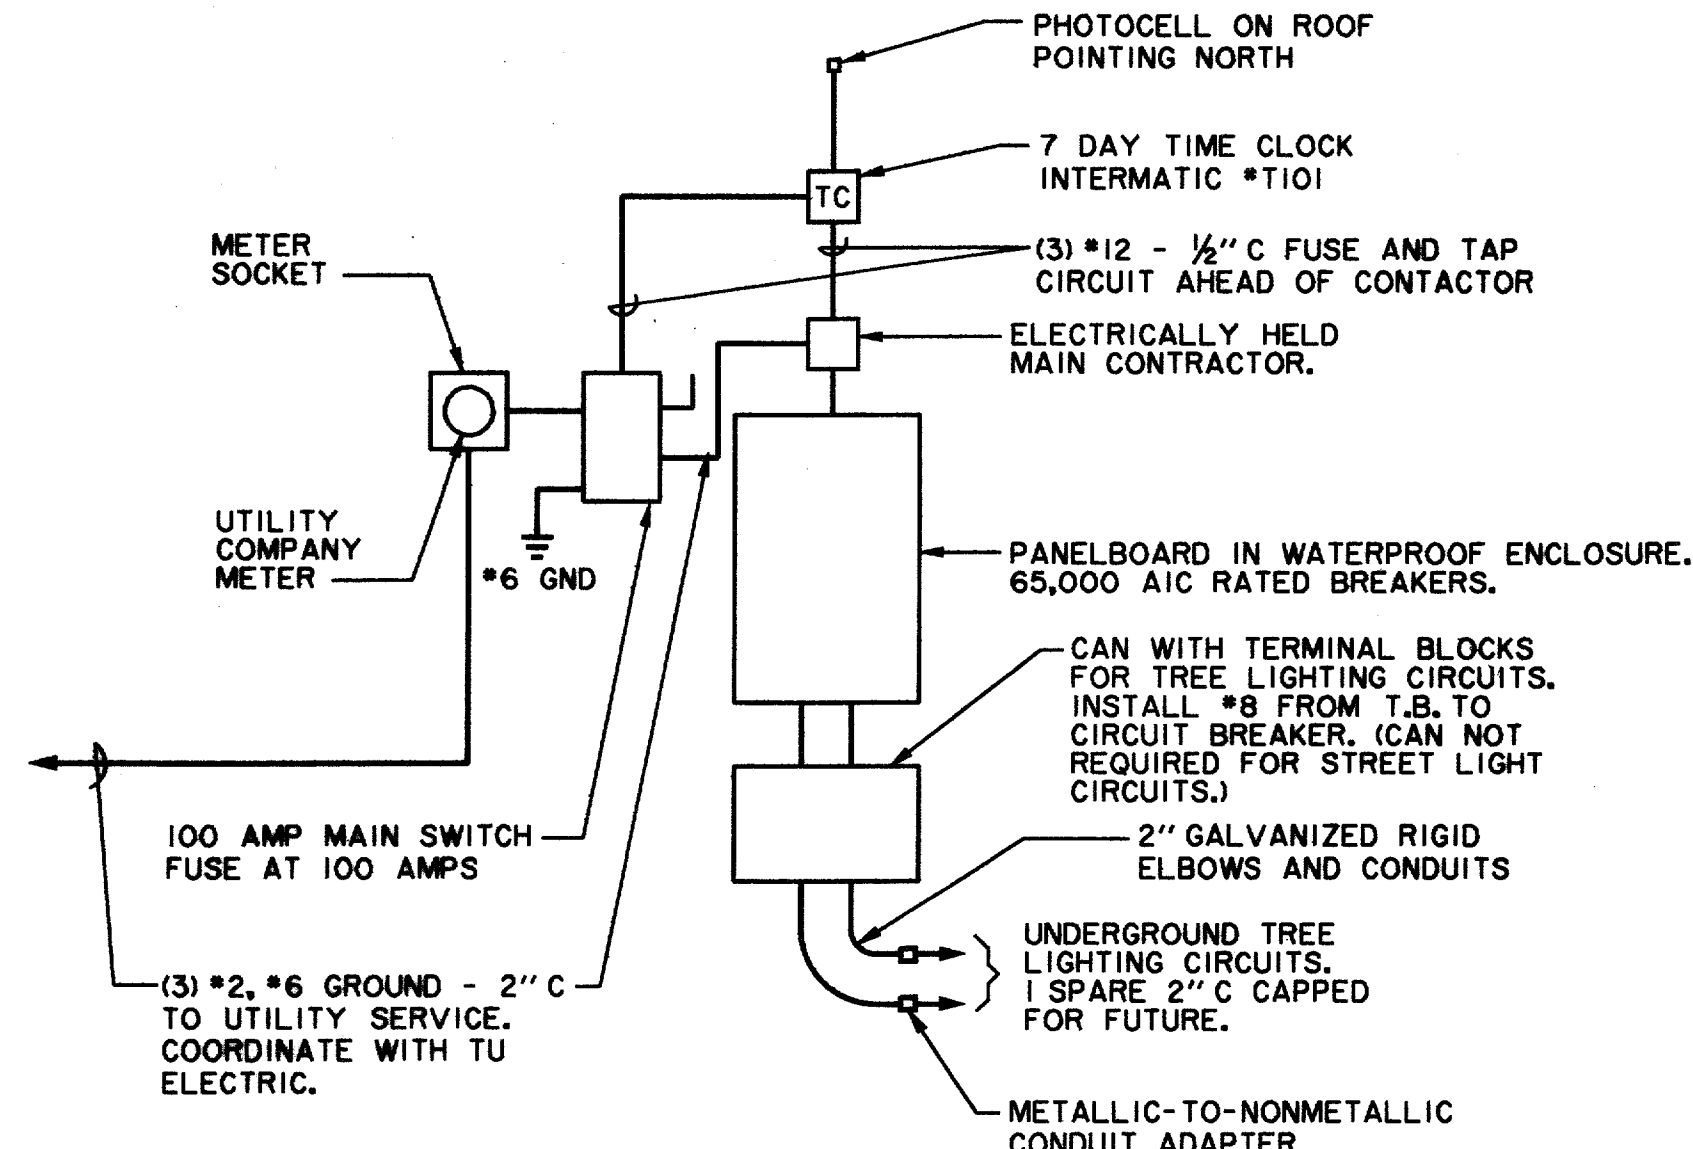 PHOTOCELL ON ROOF
POINTING NORTH
7 DAY TIME CLOCK
INTERMATIC #T101
TC
(3) #12 - 1/2" C FUSE AND TAP
CIRCUIT AHEAD OF CONTACTOR
METER
SOCKET
ELECTRICALLY HELD
MAIN CONTRACTOR.
UTILITY
COMPANY
METER
#6 GND
PANELBOARD IN WATERPROOF ENCLOSURE.
65,000 AIC RATED BREAKERS.
CAN WITH TERMINAL BLOCKS
FOR TREE LIGHTING CIRCUITS.
INSTALL #8 FROM T.B. TO
CIRCUIT BREAKER. (CAN NOT
REQUIRED FOR STREET LIGHT
CIRCUITS.)
100 AMP MAIN SWITCH
FUSE AT 100 AMPS
2" GALVANIZED RIGID
ELBOWS AND CONDUITS
UNDERGROUND TREE
LIGHTING CIRCUITS.
1 SPARE 2" C CAPPED
FOR FUTURE.
(3) #2, #6 GROUND - 2" C
TO UTILITY SERVICE.
COORDINATE WITH TU
ELECTRIC.
METALLIC-TO-NONMETALLIC
CONDUIT ADAPTER